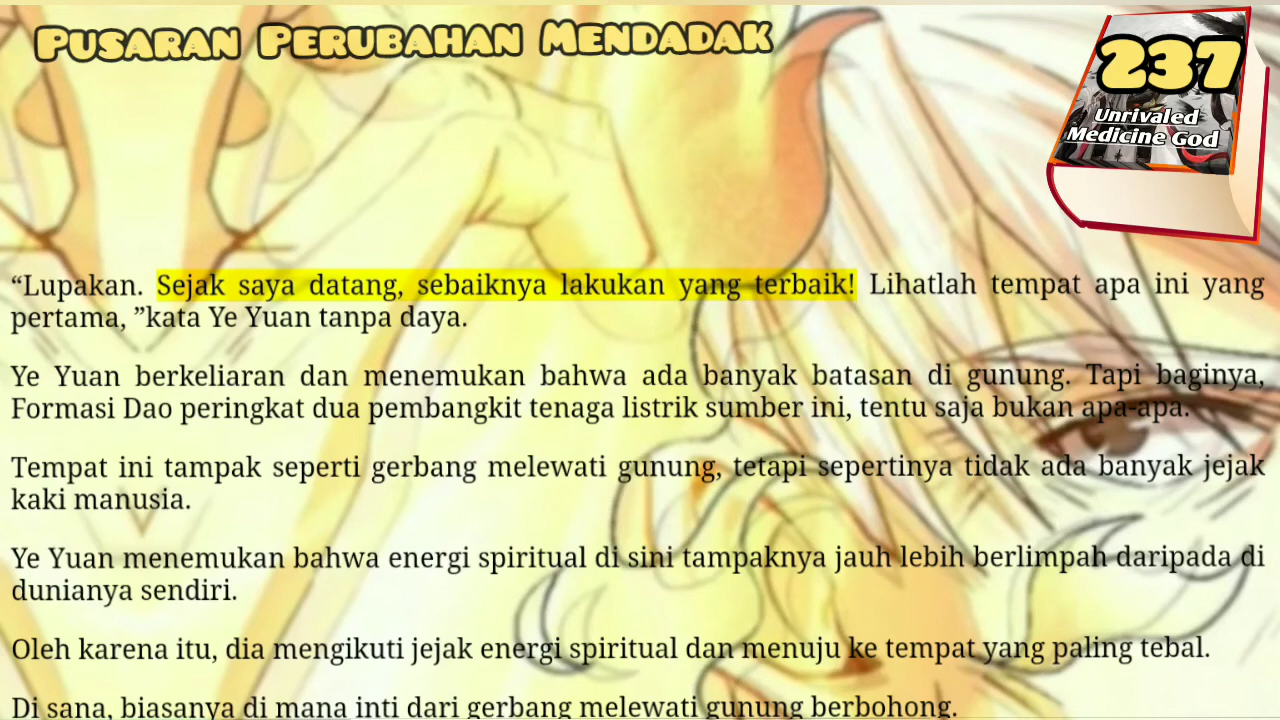 Pusaran Perubahan Mendadak
237
Unrivaled
Medicine God
“Lupakan. Sejak saya datang, sebaiknya lakukan yang terbaik! Lihatlah tempat apa ini yang
pertama, ”kata Ye Yuan tanpa daya.
Ye Yuan berkeliaran dan menemukan bahwa ada banyak batasan di gunung. Tapi baginya,
Formasi Dao peringkat dua pembangkit tenaga listrik sumber ini, tentu saja bukan apa-apa.
Tempat ini tampak seperti gerbang melewati gunung, tetapi sepertinya tidak ada banyak jejak
kaki manusia.
Ye Yuan menemukan bahwa energi spiritual di sini tampaknya jauh lebih berlimpah daripada di
dunianya sendiri.
Oleh karena itu, dia mengikuti jejak energi spiritual dan menuju ke tempat yang paling tebal.
Di sana, biasanya di mana inti dari gerbang melewati gunung berbohong.